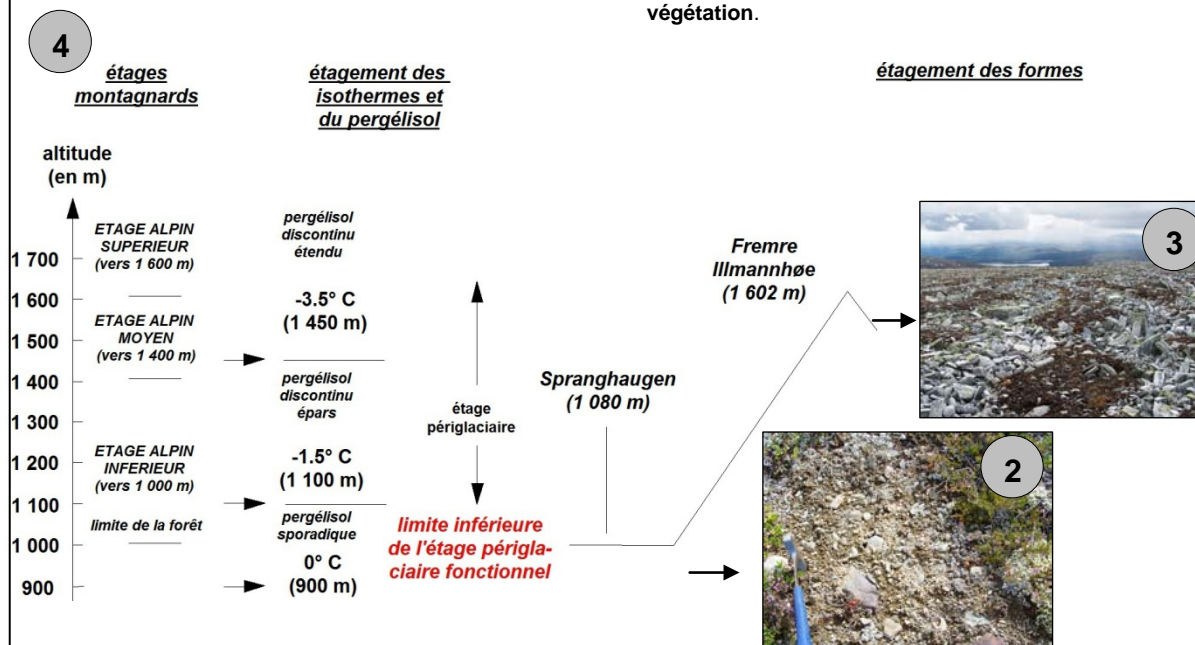 végétation.
4
étages
montagnards
étagement des
isothermes et
du pergélisol
étagement des formes
altitude
(en m)
1 700
1 600
1 500
1 400
1 300
1 200
1 100
1 000
900
ETAGE ALPIN
SUPERIEUR
(vers 1 600 m)
ETAGE ALPIN
MOYEN
(vers 1 400 m)
ETAGE ALPIN
INFERIEUR
(vers 1 000 m)
limite de la forêt
pergélisol
discontinu
étendu
-3.5° C
(1 450 m)
pergélisol
discontinu
épars
-1.5° C
(1 100 m)
pergélisol
sporadique
0° C
(900 m)
étage
périglaciaire
limite inférieure
de l'étage périgla-
ciaire fonctionnel
Spranghaugen
(1 080 m)
Fremre
Illmannhøe
(1 602 m)
3
2